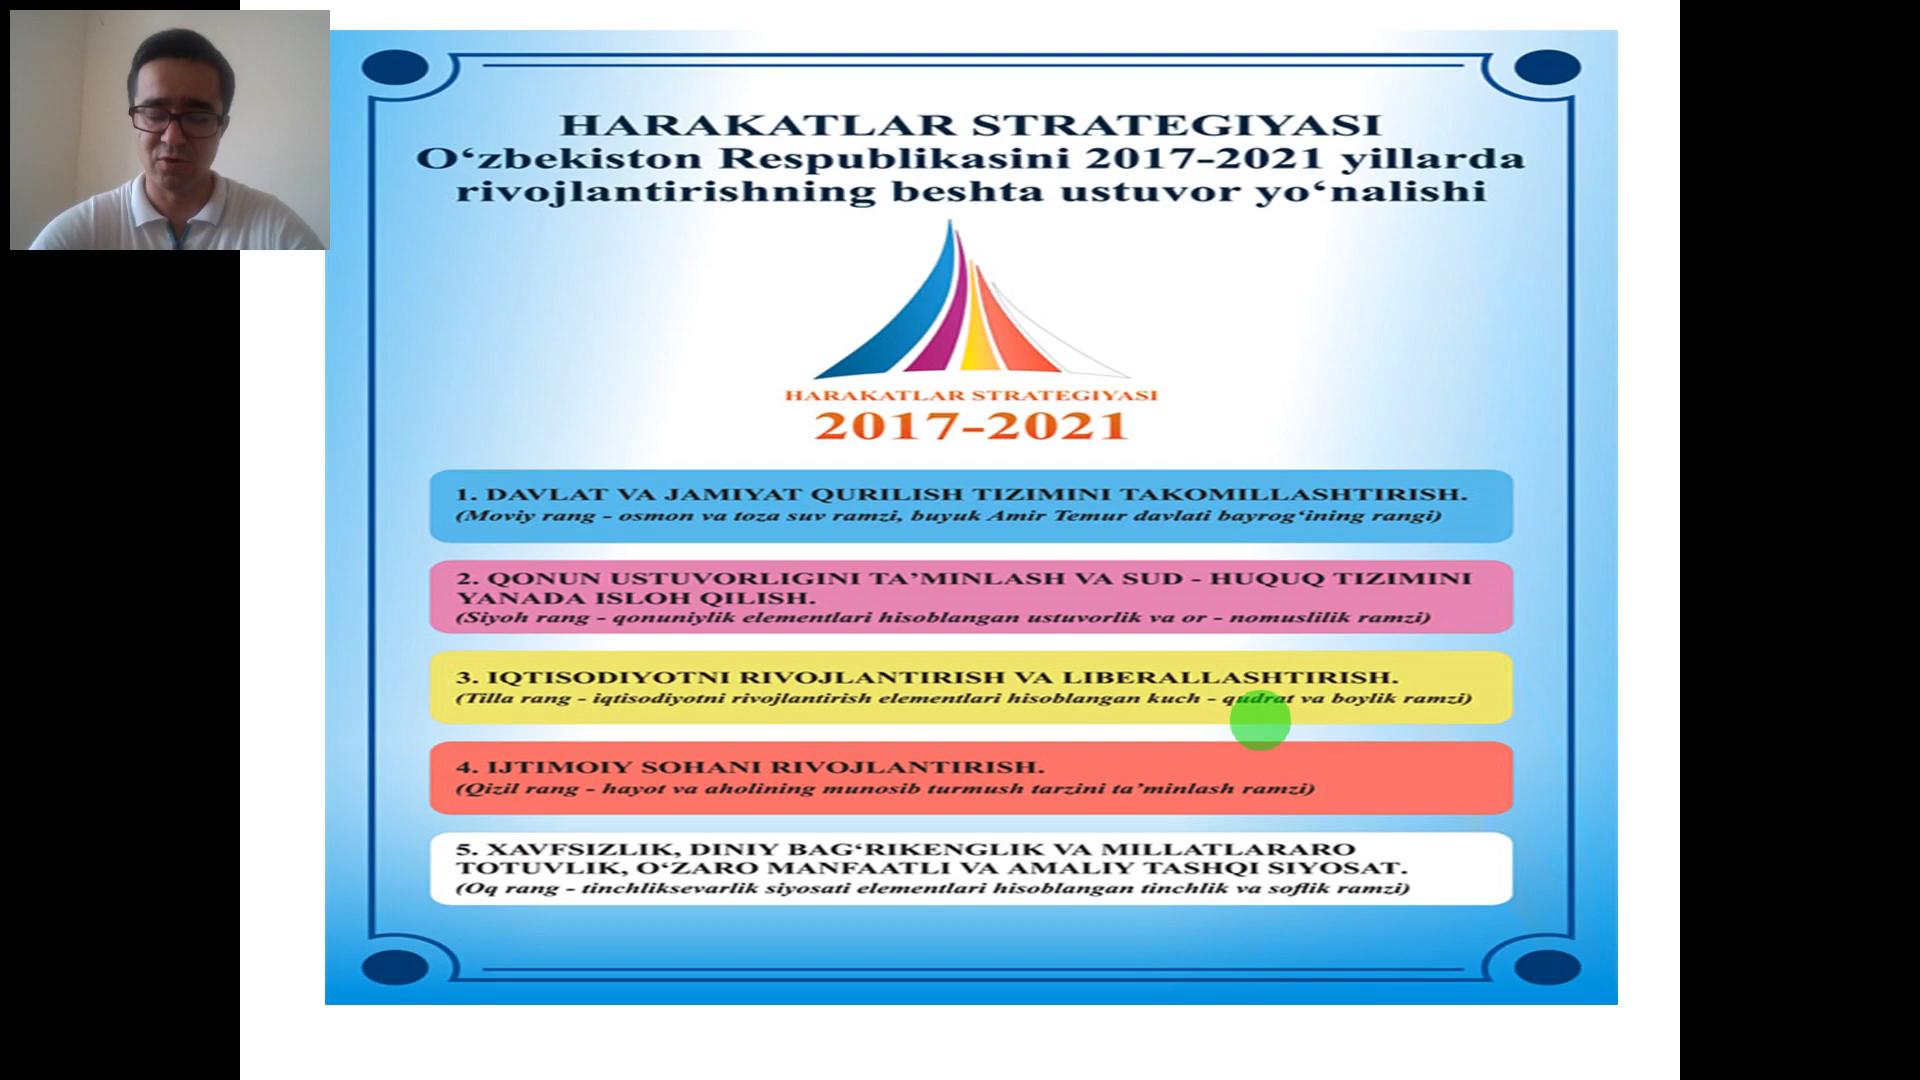 HARAKATLAR STRATEGIYASI
O‘zbekiston Respublikasini 2017-2021 yillarda
rivojlantirishning beshta ustuvor yo‘nalishi
HARAKATLAR STRATEGIYASI
2017-2021
1. DAVLAT VA JAMIYAT QURILISH TIZIMINI TAKOMILLASHTIRISH.
(Moviy rang - osmon va toza suv ramzi, buyuk Amir Temur davlati bayrog‘ining rangi)
2. QONUN USTUVORLIGINI TA’MINLASH VA SUD - HUQUQ TIZIMINI
YANADA ISLOH QILISH.
(Siyoh rang - qonuniylik elementlari hisoblangan ustuvorlik va or - nomuslilik ramzi)
3. IQTISODIYOTNI RIVOJLANTIRISH VA LIBERALLASHTIRISH.
(Tilla rang - iqtisodiyotni rivojlantirish elementlari hisoblangan kuch - qudrat va boylik ramzi)
4. IJTIMOIY SOHANI RIVOJLANTIRISH.
(Qizil rang - hayot va aholining munosib turmush tarzini ta’minlash ramzi)
5. XAVFSIZLIK, DINIY BAG‘RIKENGLIK VA MILLATLARARO
TOTUVLIK, O‘ZARO MANFAATLI VA AMALIY TASHQI SIYOSAT.
(Oq rang - tinchliksevarlik siyosati elementlari hisoblangan tinchlik va soflik ramzi)